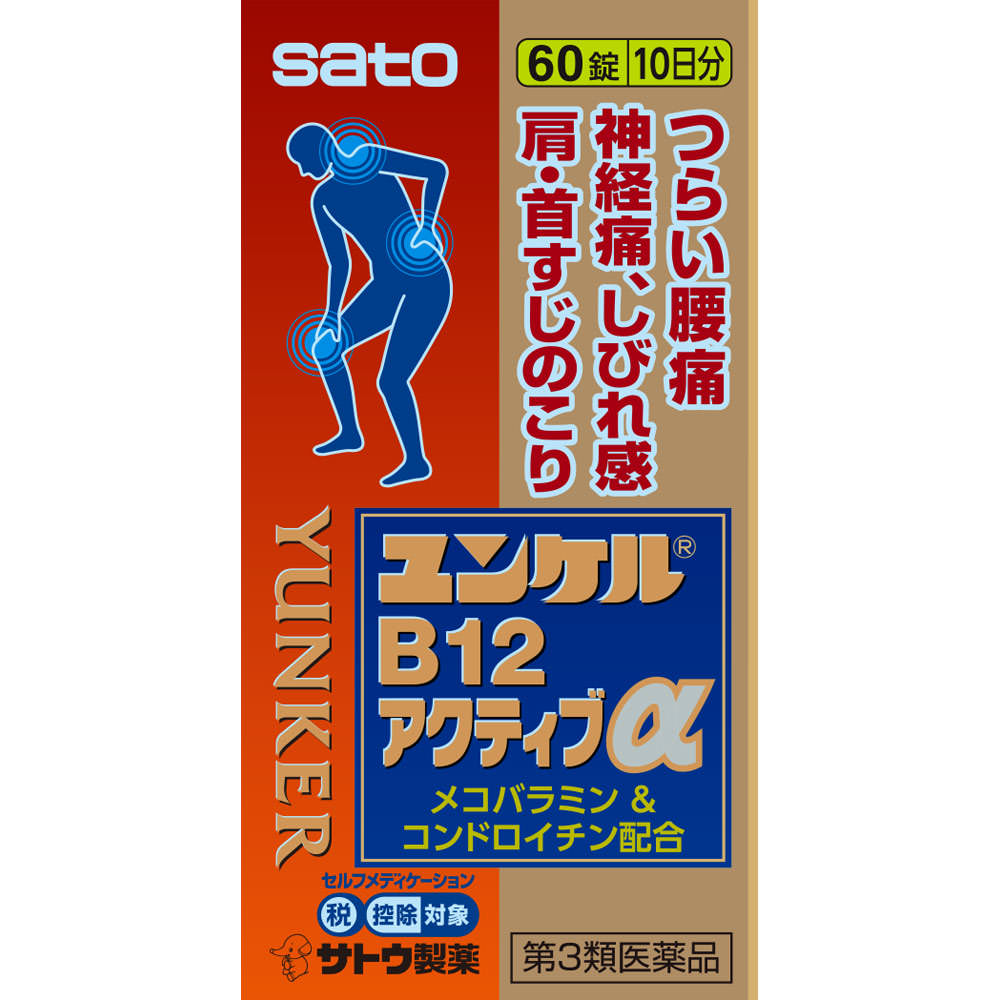 sato
60錠 10日分
つらい腰痛
神経痛、しびれ感
肩・首すじのこり
YUNKER
ユンケル®
B12
アクティブα
メコバラミン &
コンドロイチン配合
セルフメディケーション
税 控除 対象
サトウ製薬
第3類医薬品